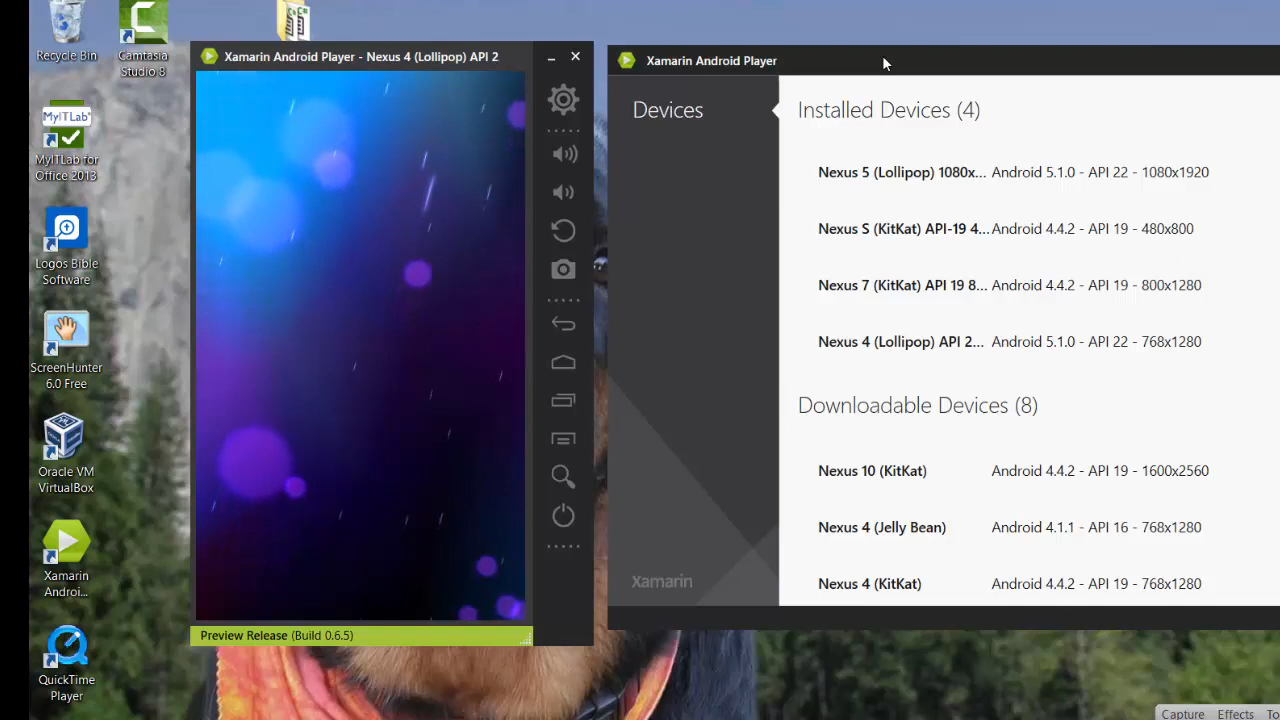 Recycle Bin
Camtasia
Studio 8
MyITLab
MyITLab for
Office 2013
Logos Bible
Software
ScreenHunter
6.0 Free
Oracle VM
VirtualBox
Xamarin
Androi...
QuickTime
Player
Xamarin Android Player - Nexus 4 (Lollipop) API 2
Preview Release (Build 0.6.5)
Xamarin Android Player
Devices
Xamarin
Installed Devices (4)
Nexus 5 (Lollipop) 1080x... Android 5.1.0 - API 22 - 1080x1920
Nexus S (KitKat) API-19 4... Android 4.4.2 - API 19 - 480x800
Nexus 7 (KitKat) API 19 8... Android 4.4.2 - API 19 - 800x1280
Nexus 4 (Lollipop) API 2... Android 5.1.0 - API 22 - 768x1280
Downloadable Devices (8)
Nexus 10 (KitKat) Android 4.4.2 - API 19 - 1600x2560
Nexus 4 (Jelly Bean) Android 4.1.1 - API 16 - 768x1280
Nexus 4 (KitKat) Android 4.4.2 - API 19 - 768x1280
Capture Effects To